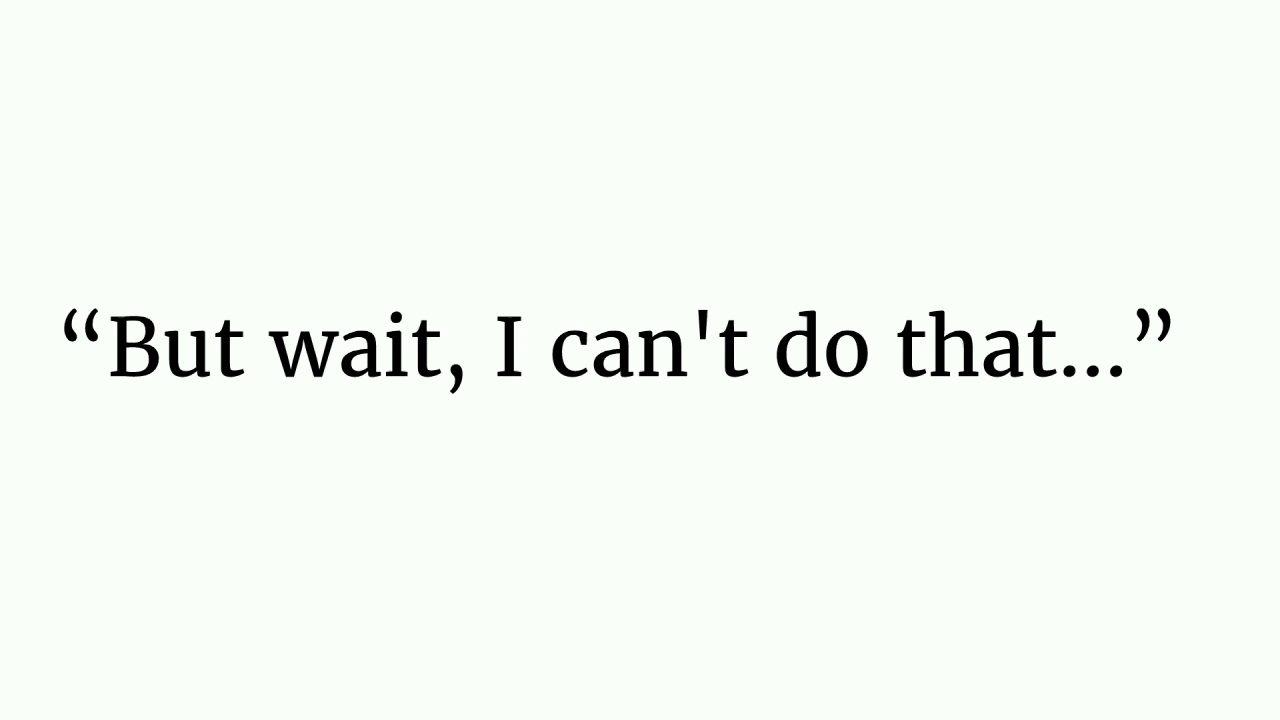 “But wait, I can't do that...”